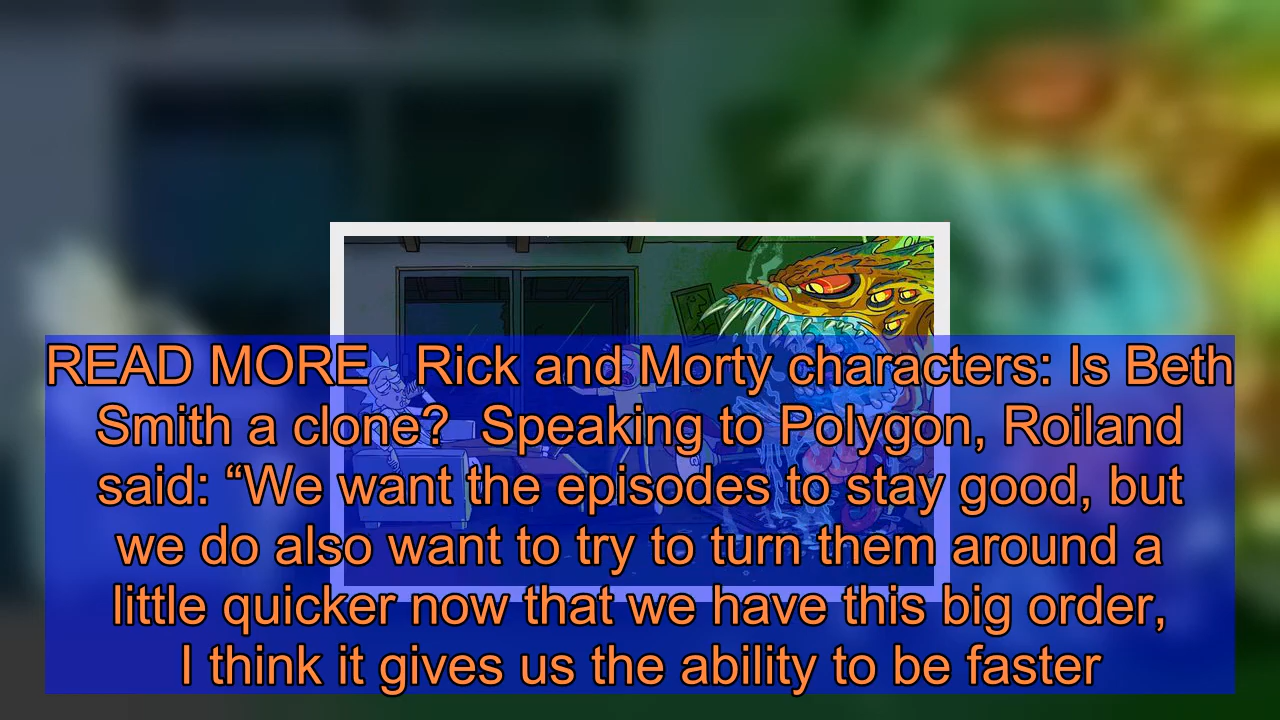 READ MORE   Rick and Morty characters: Is Beth
Smith a clone?  Speaking to Polygon, Roiland
said: “We want the episodes to stay good, but
we do also want to try to turn them around a
little quicker now that we have this big order,
I think it gives us the ability to be faster